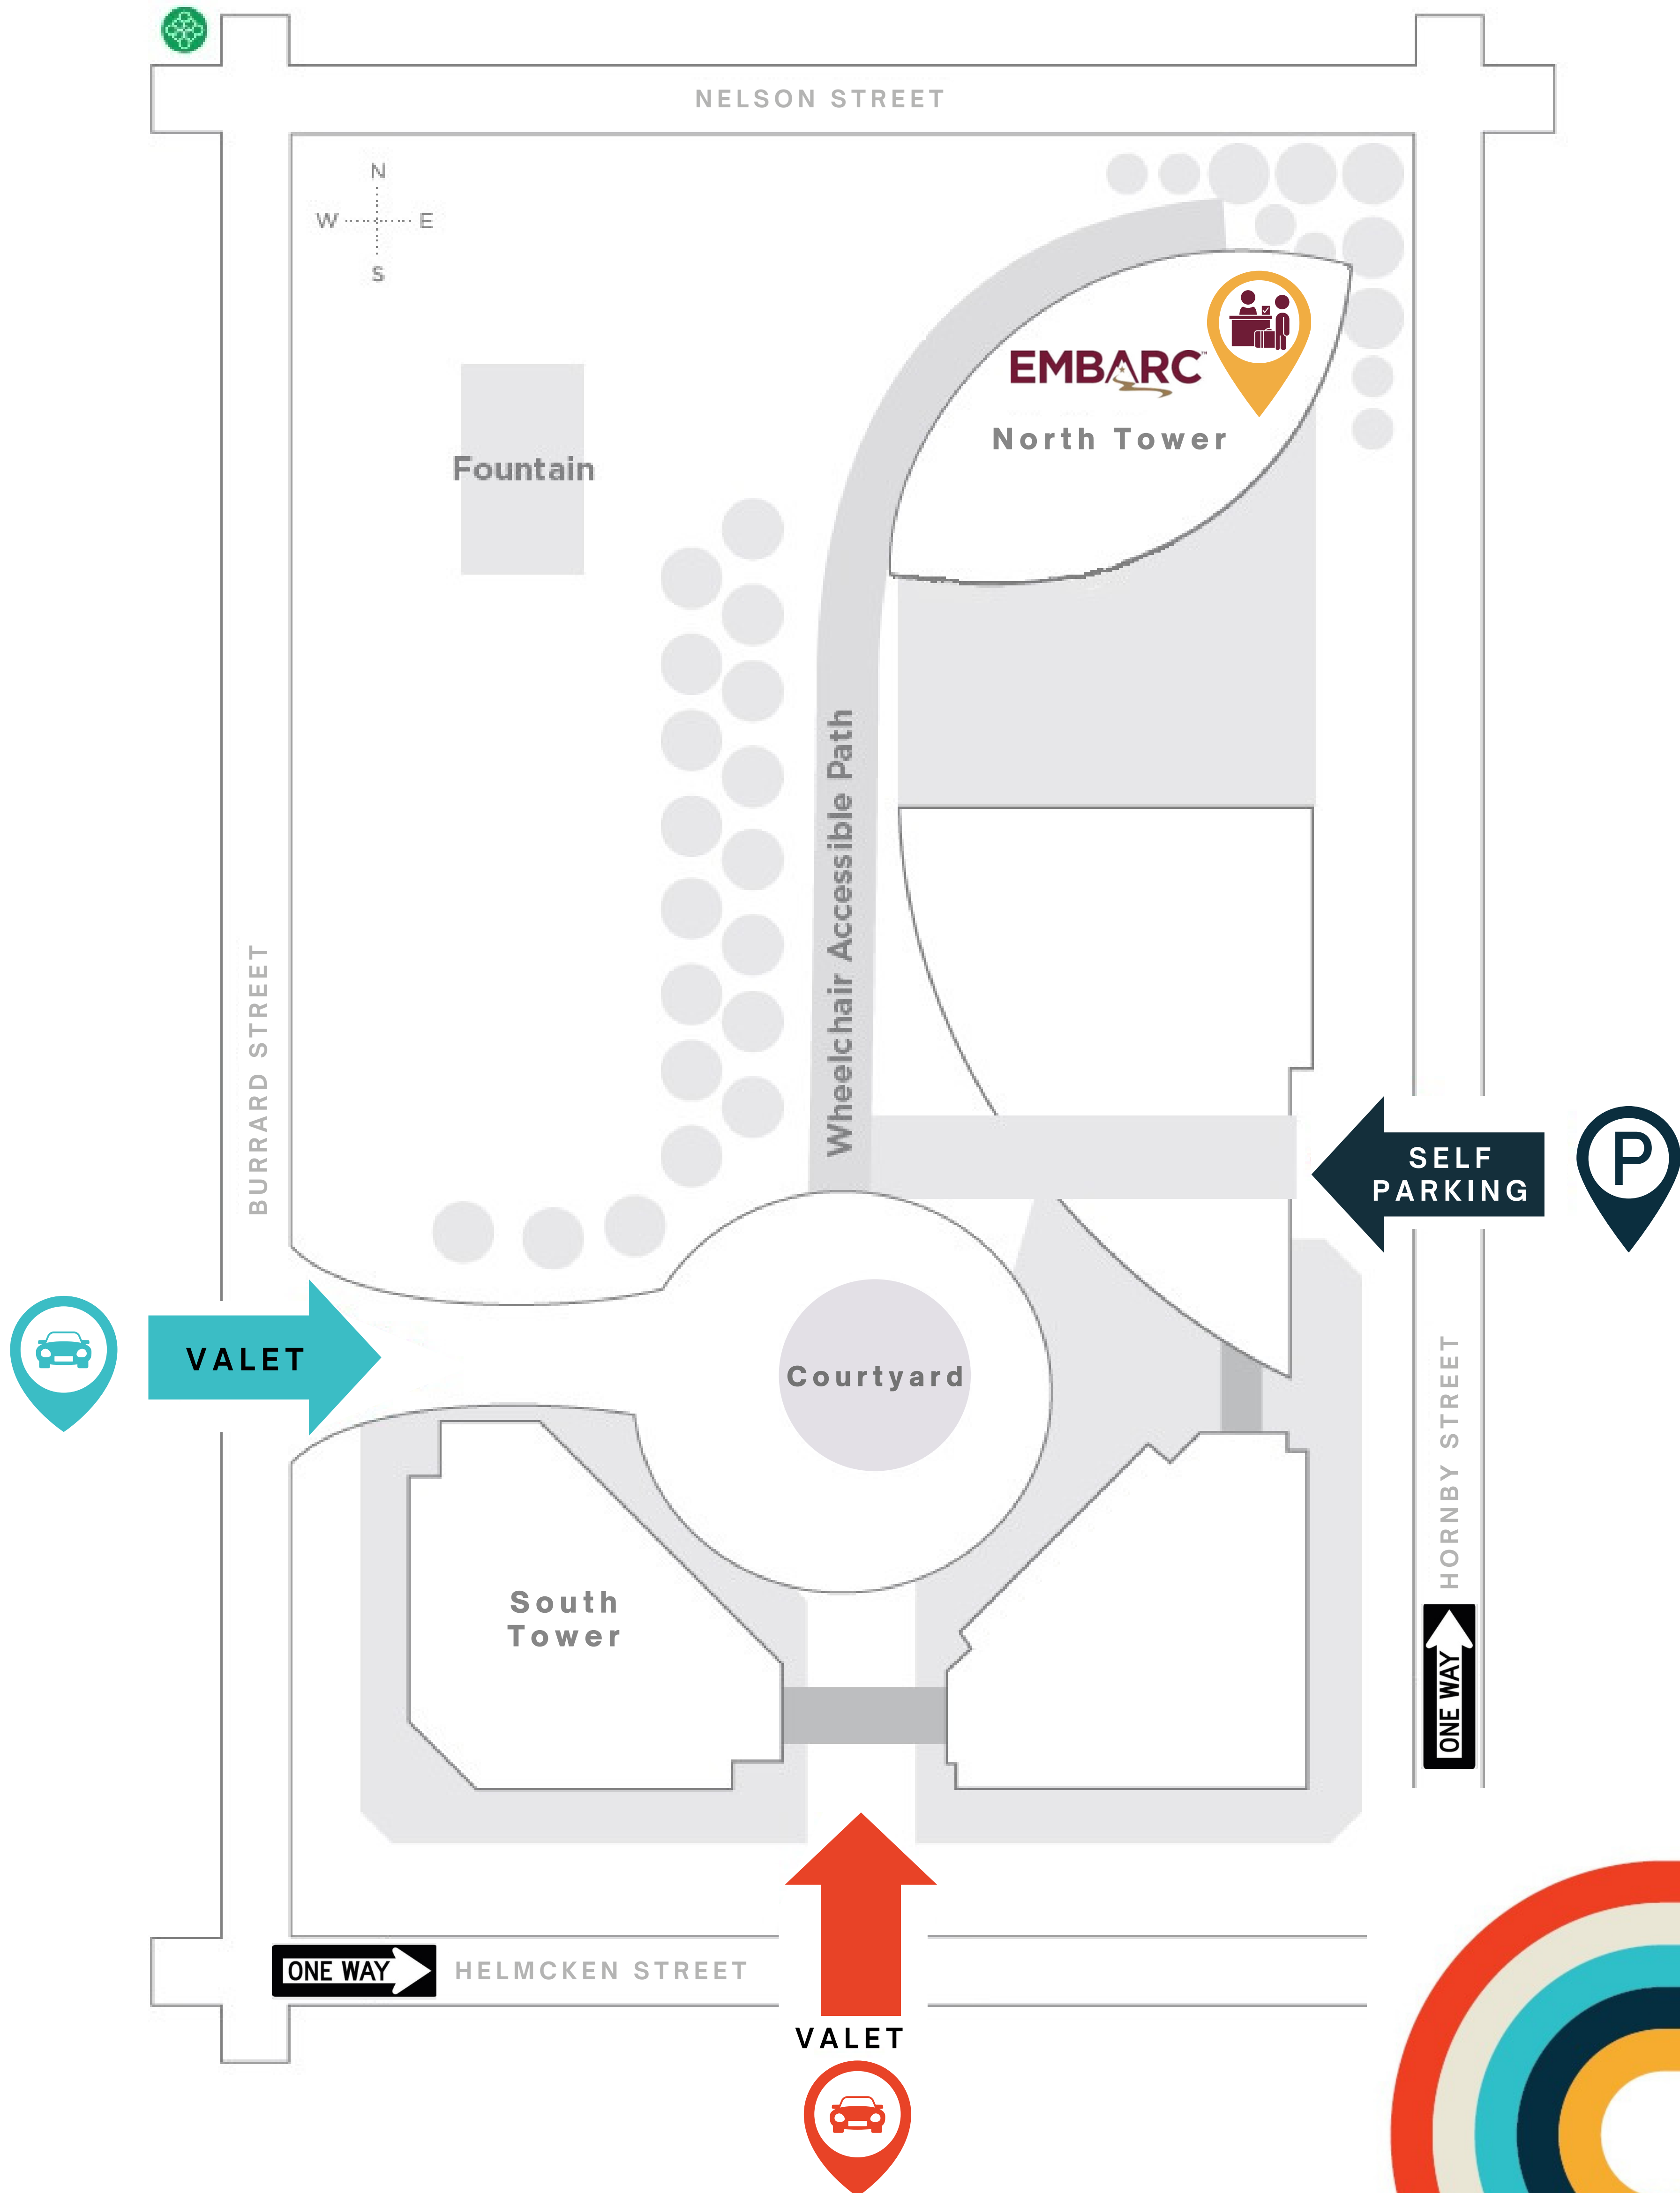 NELSON STREET
N
W E
S
EMBARC™
North Tower
Fountain
Wheelchair Accessible Path
BURRARD STREET
SELF
PARKING
P
VALET
Courtyard
HORNBY STREET
South
Tower
ONE WAY
ONE WAY
HELMCKEN STREET
VALET